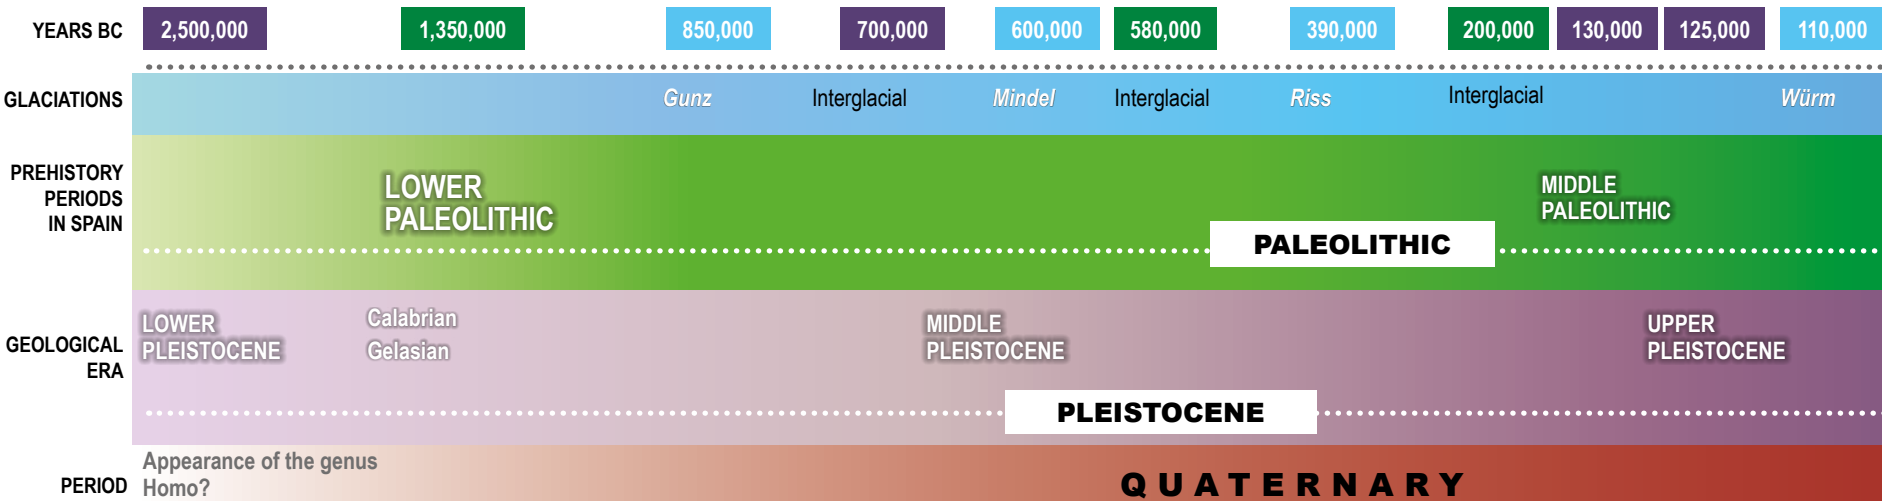 YEARS BC 2,500,000 1,350,000 850,000 700,000 600,000 580,000 390,000 200,000 130,000 125,000 110,000
GLACIATIONS Gunz Interglacial Mindel Interglacial Riss Interglacial Würm
PREHISTORY
PERIODS
IN SPAIN
LOWER
PALEOLITHIC
MIDDLE
PALEOLITHIC
PALEOLITHIC
GEOLOGICAL
ERA
LOWER
PLEISTOCENE
Calabrian
Gelasian
MIDDLE
PLEISTOCENE
UPPER
PLEISTOCENE
PLEISTOCENE
PERIOD
Appearance of the genus
Homo?
QUATERNARY